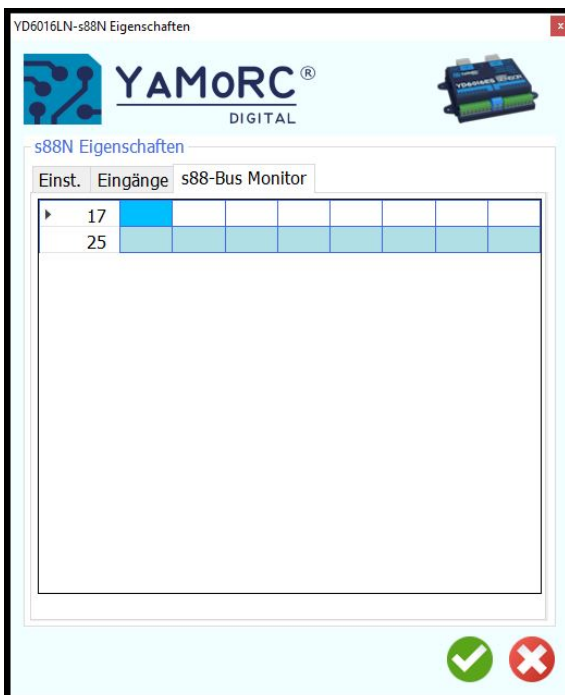 YD6016LN-s88N Eigenschaften
x
YAMoRC®
DIGITAL
s88N Eigenschaften
Einst. Eingänge s88-Bus Monitor
17
25